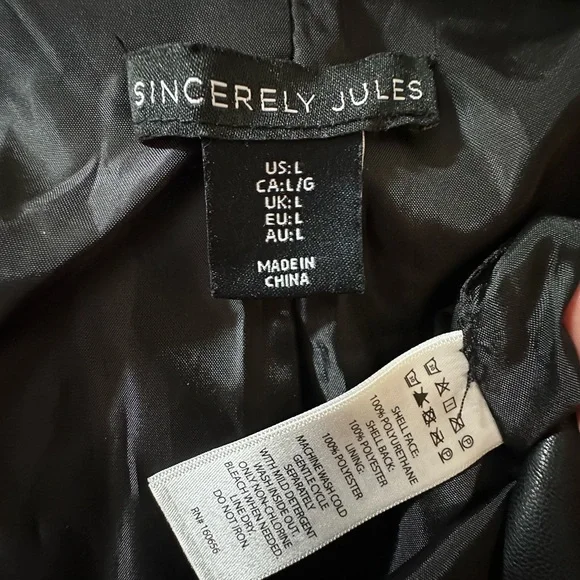 SINCERELY JULES
US:L
CA:L/G
UK:L
EU:L
AU:L
MADE IN
CHINA
SHELL FACE:
100% POLYURETHANE
SHELL BACK:
100% POLYESTER
LINING:
100% POLYESTER
MACHINE WASH COLD
GENTLE CYCLE
SEPARATELY
WITH MILD DETERGENT
WASH INSIDE OUT.
ONLY NON-CHLORINE
BLEACH WHEN NEEDED
LINE DRY
DO NOT IRON
RN# 160656